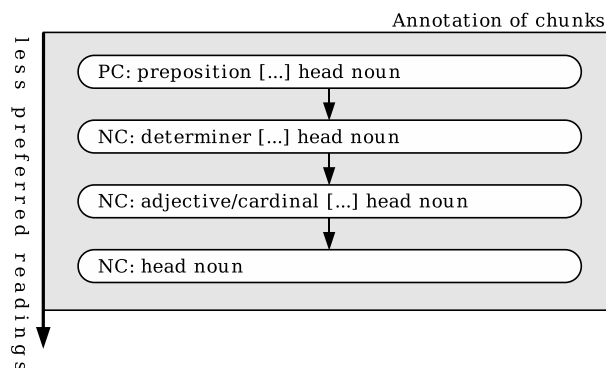 Annotation of chunks
less preferred readings
PC: preposition [...] head noun
NC: determiner [...] head noun
NC: adjective/cardinal [...] head noun
NC: head noun